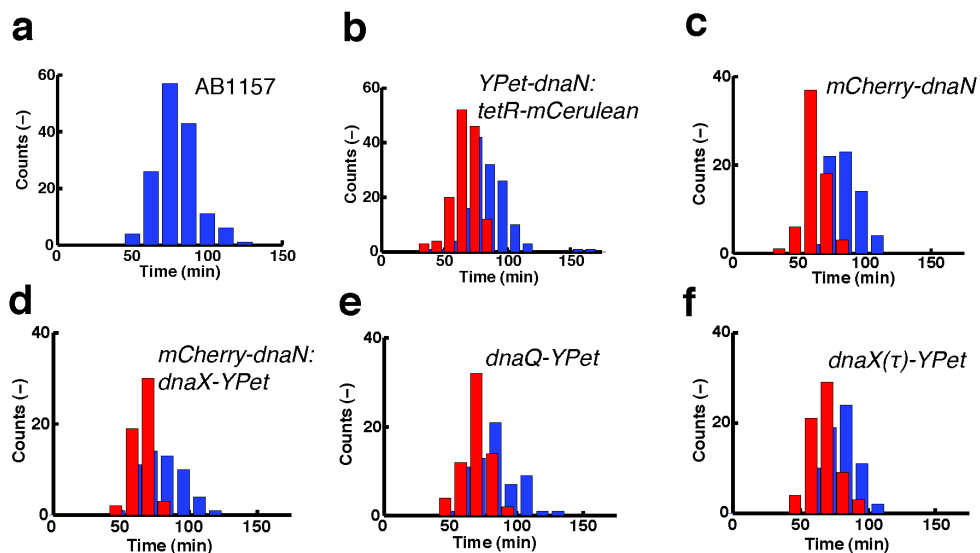 a
AB1157
60
40
20
0
Counts (–)
50
100
150
Time (min)
b
YPet-dnaN:
tetR-mCerulean
60
40
20
0
Counts (–)
0
50
100
150
Time (min)
c
mCherry-dnaN
40
20
0
Counts (–)
0
50
100
150
Time (min)
d
mCherry-dnaN:
dnaX-YPet
40
20
0
Counts (–)
0
50
100
150
Time (min)
e
dnaQ-YPet
40
20
0
Counts (–)
0
50
100
150
Time (min)
f
dnaX(τ)-YPet
40
20
0
Counts (–)
0
50
100
150
Time (min)